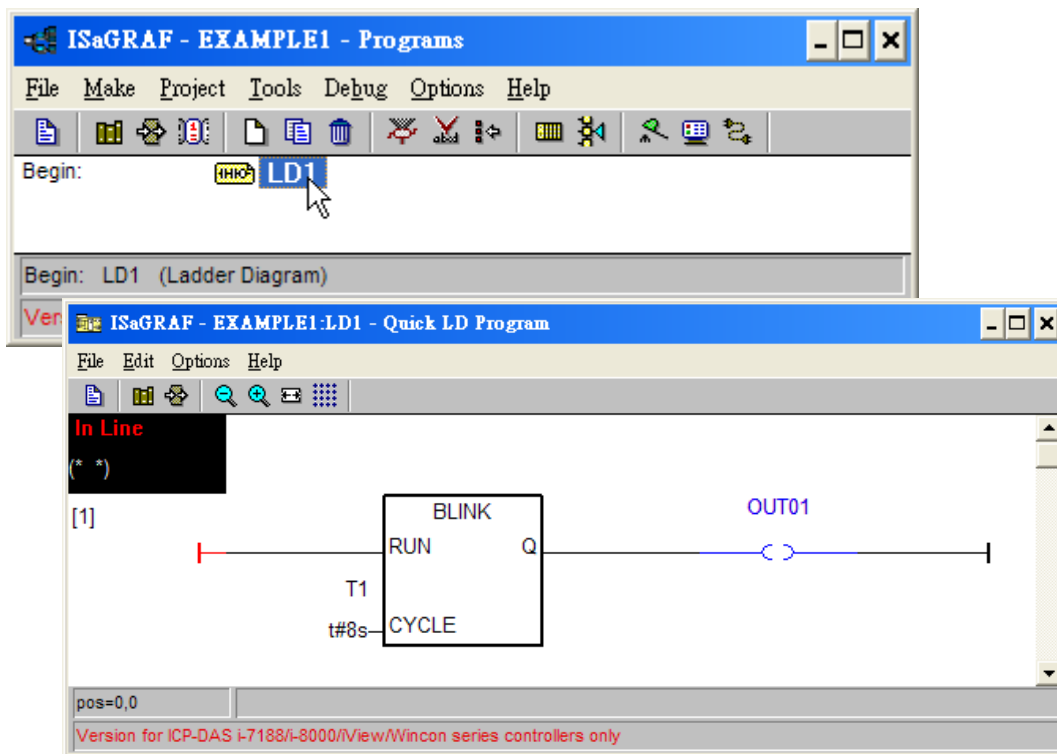 ISaGRAF - EXAMPLE1 - Programs
File Make Project Tools Debug Options Help
Begin: LD1
Begin: LD1 (Ladder Diagram)
ISaGRAF - EXAMPLE1:LD1 - Quick LD Program
File Edit Options Help
In Line
(* *)
[1]
BLINK
OUT01
RUN Q
T1
t#8s CYCLE
pos=0,0
Version for ICP-DAS i-7188/i-8000/iView/Wincon series controllers only